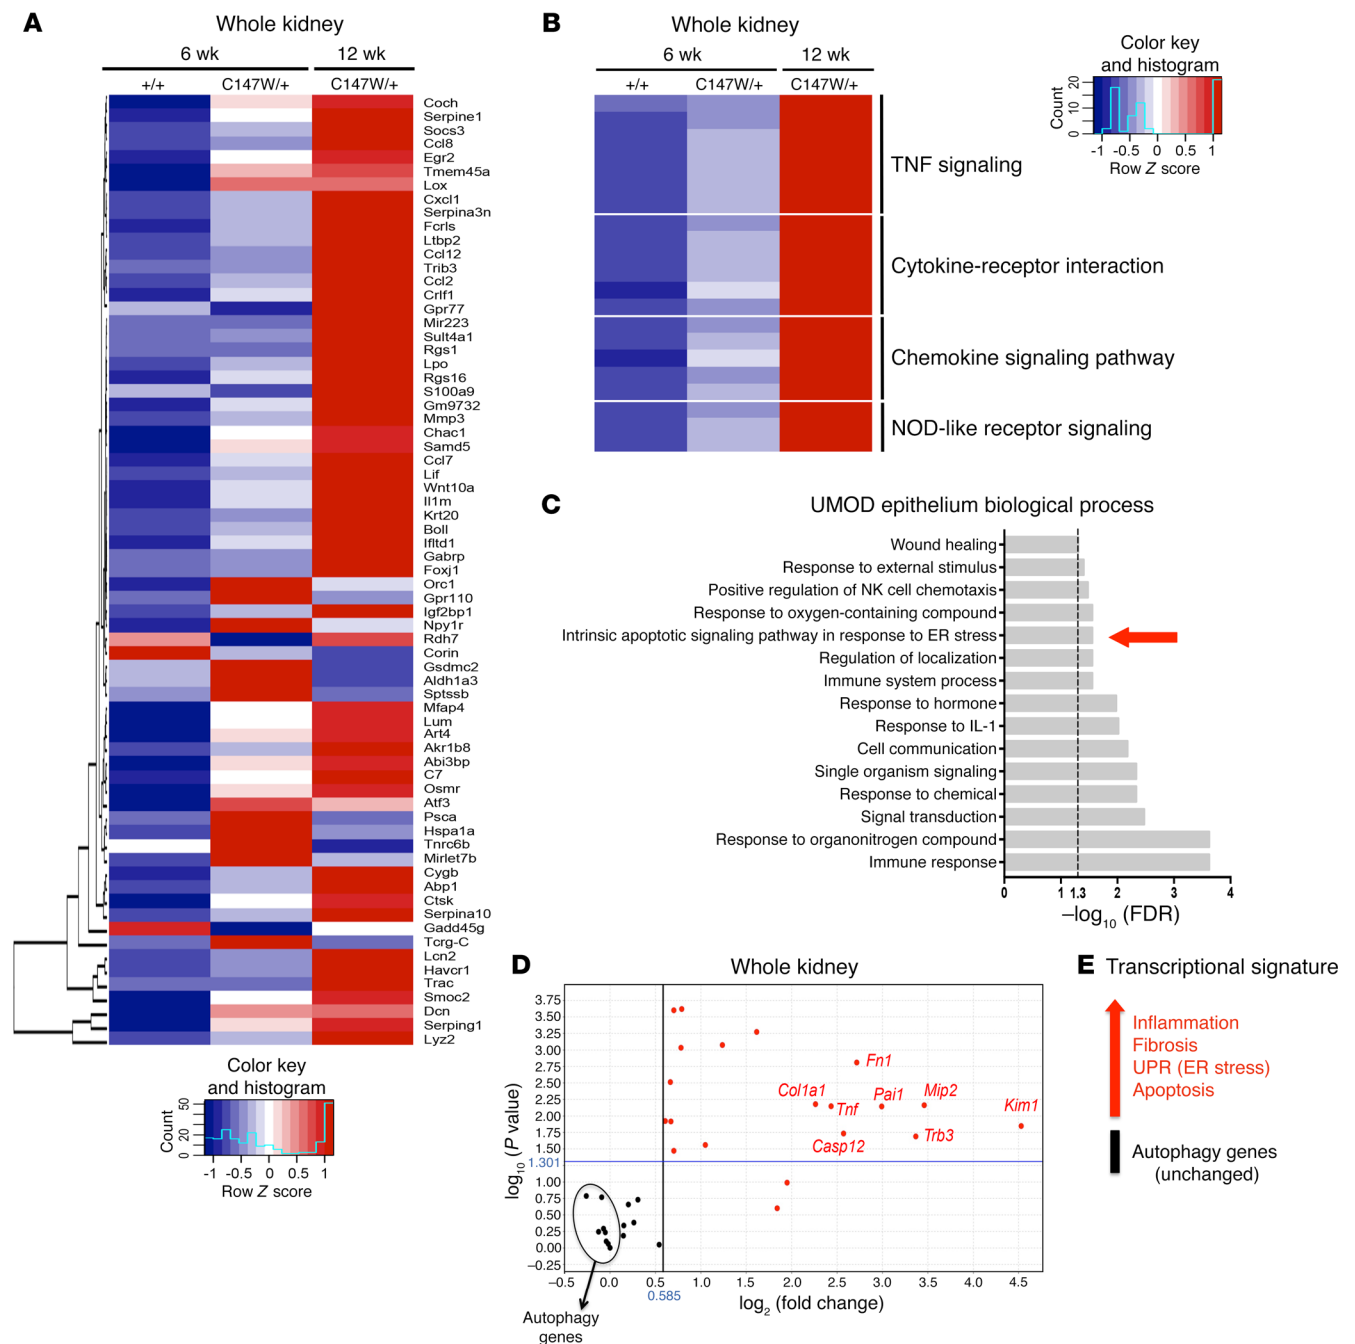 A
Whole kidney
6 wk
12 wk
+/+
C147W/+
C147W/+
Coch
Serpine1
Socs3
Ccl8
Egr2
Tmem45a
Lox
Cxcl1
Serpina3n
Fcrls
Ltbp2
Ccl12
Trib3
Ccl2
Crlf1
Gpr77
Mir223
Sult4a1
Rgs1
Lpo
Rgs16
S100a9
Gm9732
Mmp3
Chac1
Samd5
Ccl7
Lif
Wnt10a
Il1rn
Krt20
Boll
Ifltd1
Gabrp
Foxj1
Orc1
Gpr110
Igf2bp1
Npy1r
Rdh7
Corin
Gsdmc2
Aldh1a3
Sptssb
Mfap4
Lum
Art4
Akr1b8
Abi3bp
C7
Osmr
Atf3
Psca
Hspa1a
Tnrc6b
Mirlet7b
Cygb
Abp1
Ctsk
Serpina10
Gadd45g
Tcrg-C
Lcn2
Havcr1
Trac
Smoc2
Dcn
Serping1
Lyz2
Color key
and histogram
Count
50
20
0
-1 -0.5 0 0.5 1
Row Z score
B
Whole kidney
6 wk
12 wk
+/+
C147W/+
C147W/+
TNF signaling
Cytokine-receptor interaction
Chemokine signaling pathway
NOD-like receptor signaling
Color key
and histogram
Count
20
10
0
-1 -0.5 0 0.5 1
Row Z score
C
UMOD epithelium biological process
Wound healing
Response to external stimulus
Positive regulation of NK cell chemotaxis
Response to oxygen-containing compound
Intrinsic apoptotic signaling pathway in response to ER stress
Regulation of localization
Immune system process
Response to hormone
Response to IL-1
Cell communication
Single organism signaling
Response to chemical
Signal transduction
Response to organonitrogen compound
Immune response
0 1 1.3 2 3 4
–log10 (FDR)
D
Whole kidney
log10 (P value)
3.75
3.50
3.25
3.00
2.75
2.50
2.25
2.00
1.75
1.50
1.301
1.00
0.75
0.50
0.25
0.00
–0.25
Fn1
Col1a1
Tnf
Pai1
Mip2
Kim1
Casp12
Trb3
–0.5 0.0 0.5 1.0 1.5 2.0 2.5 3.0 3.5 4.0 4.5
0.585
log2 (fold change)
Autophagy
genes
E
Transcriptional signature
Inflammation
Fibrosis
UPR (ER stress)
Apoptosis
Autophagy genes
(unchanged)